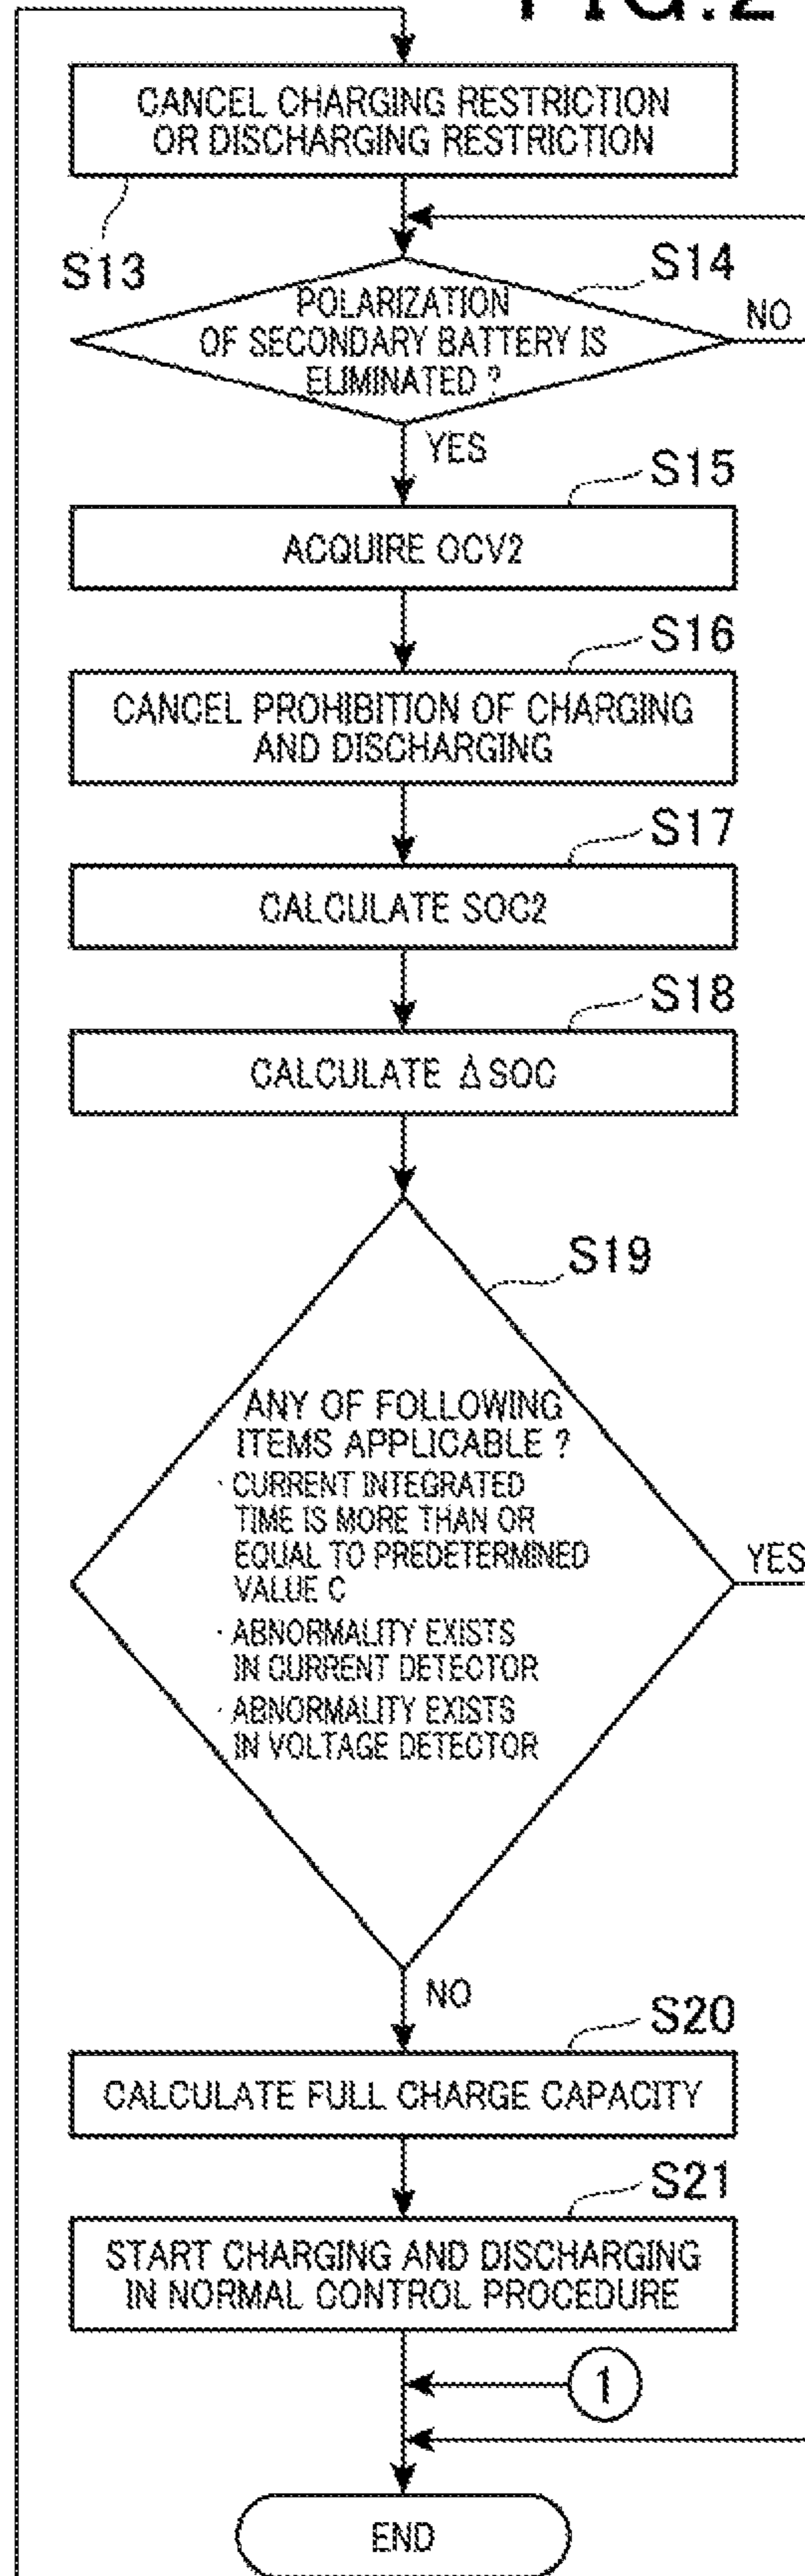 FIG.2
CANCEL CHARGING RESTRICTION
OR DISCHARGING RESTRICTION
S13
S14
POLARIZATION
OF SECONDARY BATTERY IS
ELIMINATED ?
NO
YES
S15
ACQUIRE OCV2
S16
CANCEL PROHIBITION OF CHARGING
AND DISCHARGING
S17
CALCULATE SOC2
S18
CALCULATE ΔSOC
S19
ANY OF FOLLOWING
ITEMS APPLICABLE ?
· CURRENT INTEGRATED
TIME IS MORE THAN OR
EQUAL TO PREDETERMINED
VALUE C
· ABNORMALITY EXISTS
IN CURRENT DETECTOR
· ABNORMALITY EXISTS
IN VOLTAGE DETECTOR
YES
NO
S20
CALCULATE FULL CHARGE CAPACITY
S21
START CHARGING AND DISCHARGING
IN NORMAL CONTROL PROCEDURE
1
END